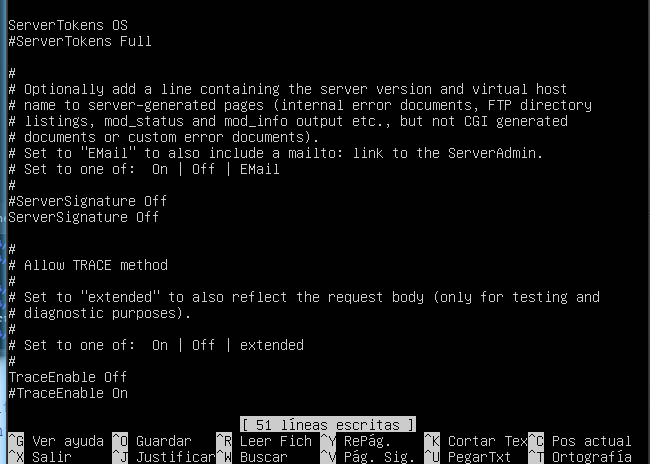 ServerTokens OS
#ServerTokens Full
#
# Optionally add a line containing the server version and virtual host
# name to server-generated pages (internal error documents, FTP directory
# listings, mod_status and mod_info output etc., but not CGI generated
# documents or custom error documents).
# Set to "EMail" to also include a mailto: link to the ServerAdmin.
# Set to one of:  On | Off | EMail
#
#ServerSignature Off
ServerSignature Off
#
# Allow TRACE method
#
# Set to "extended" to also reflect the request body (only for testing and
# diagnostic purposes).
#
# Set to one of:  On | Off | extended
#
TraceEnable Off
#TraceEnable On
[ 51 líneas escritas ]
^G Ver ayuda ^O Guardar ^R Leer Fich ^Y RePág. ^K Cortar Tex ^C Pos actual
^X Salir ^J Justificar ^W Buscar ^V Pág. Sig. ^U PegarTxt ^T Ortografía